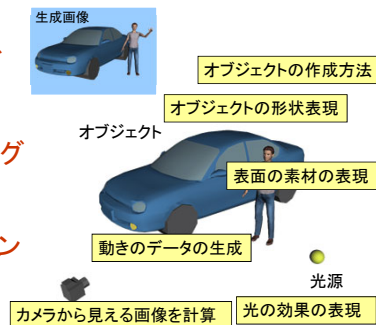 生成画像
オブジェクトの作成方法
オブジェクトの形状表現
オブジェクト
グ
表面の素材の表現
ン
動きのデータの生成
光源
カメラから見える画像を計算
光の効果の表現